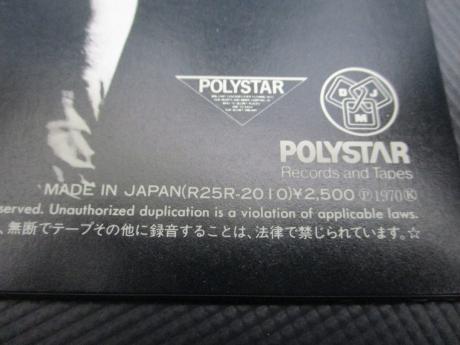 POLYSTAR
D J M
POLYSTAR
Records and Tapes
MADE IN JAPAN(R25R-2010)¥2,500 Ⓟ1970Ⓚ
served. Unauthorized duplication is a violation of applicable laws.
、無断でテープその他に録音することは、法律で禁じられています。☆